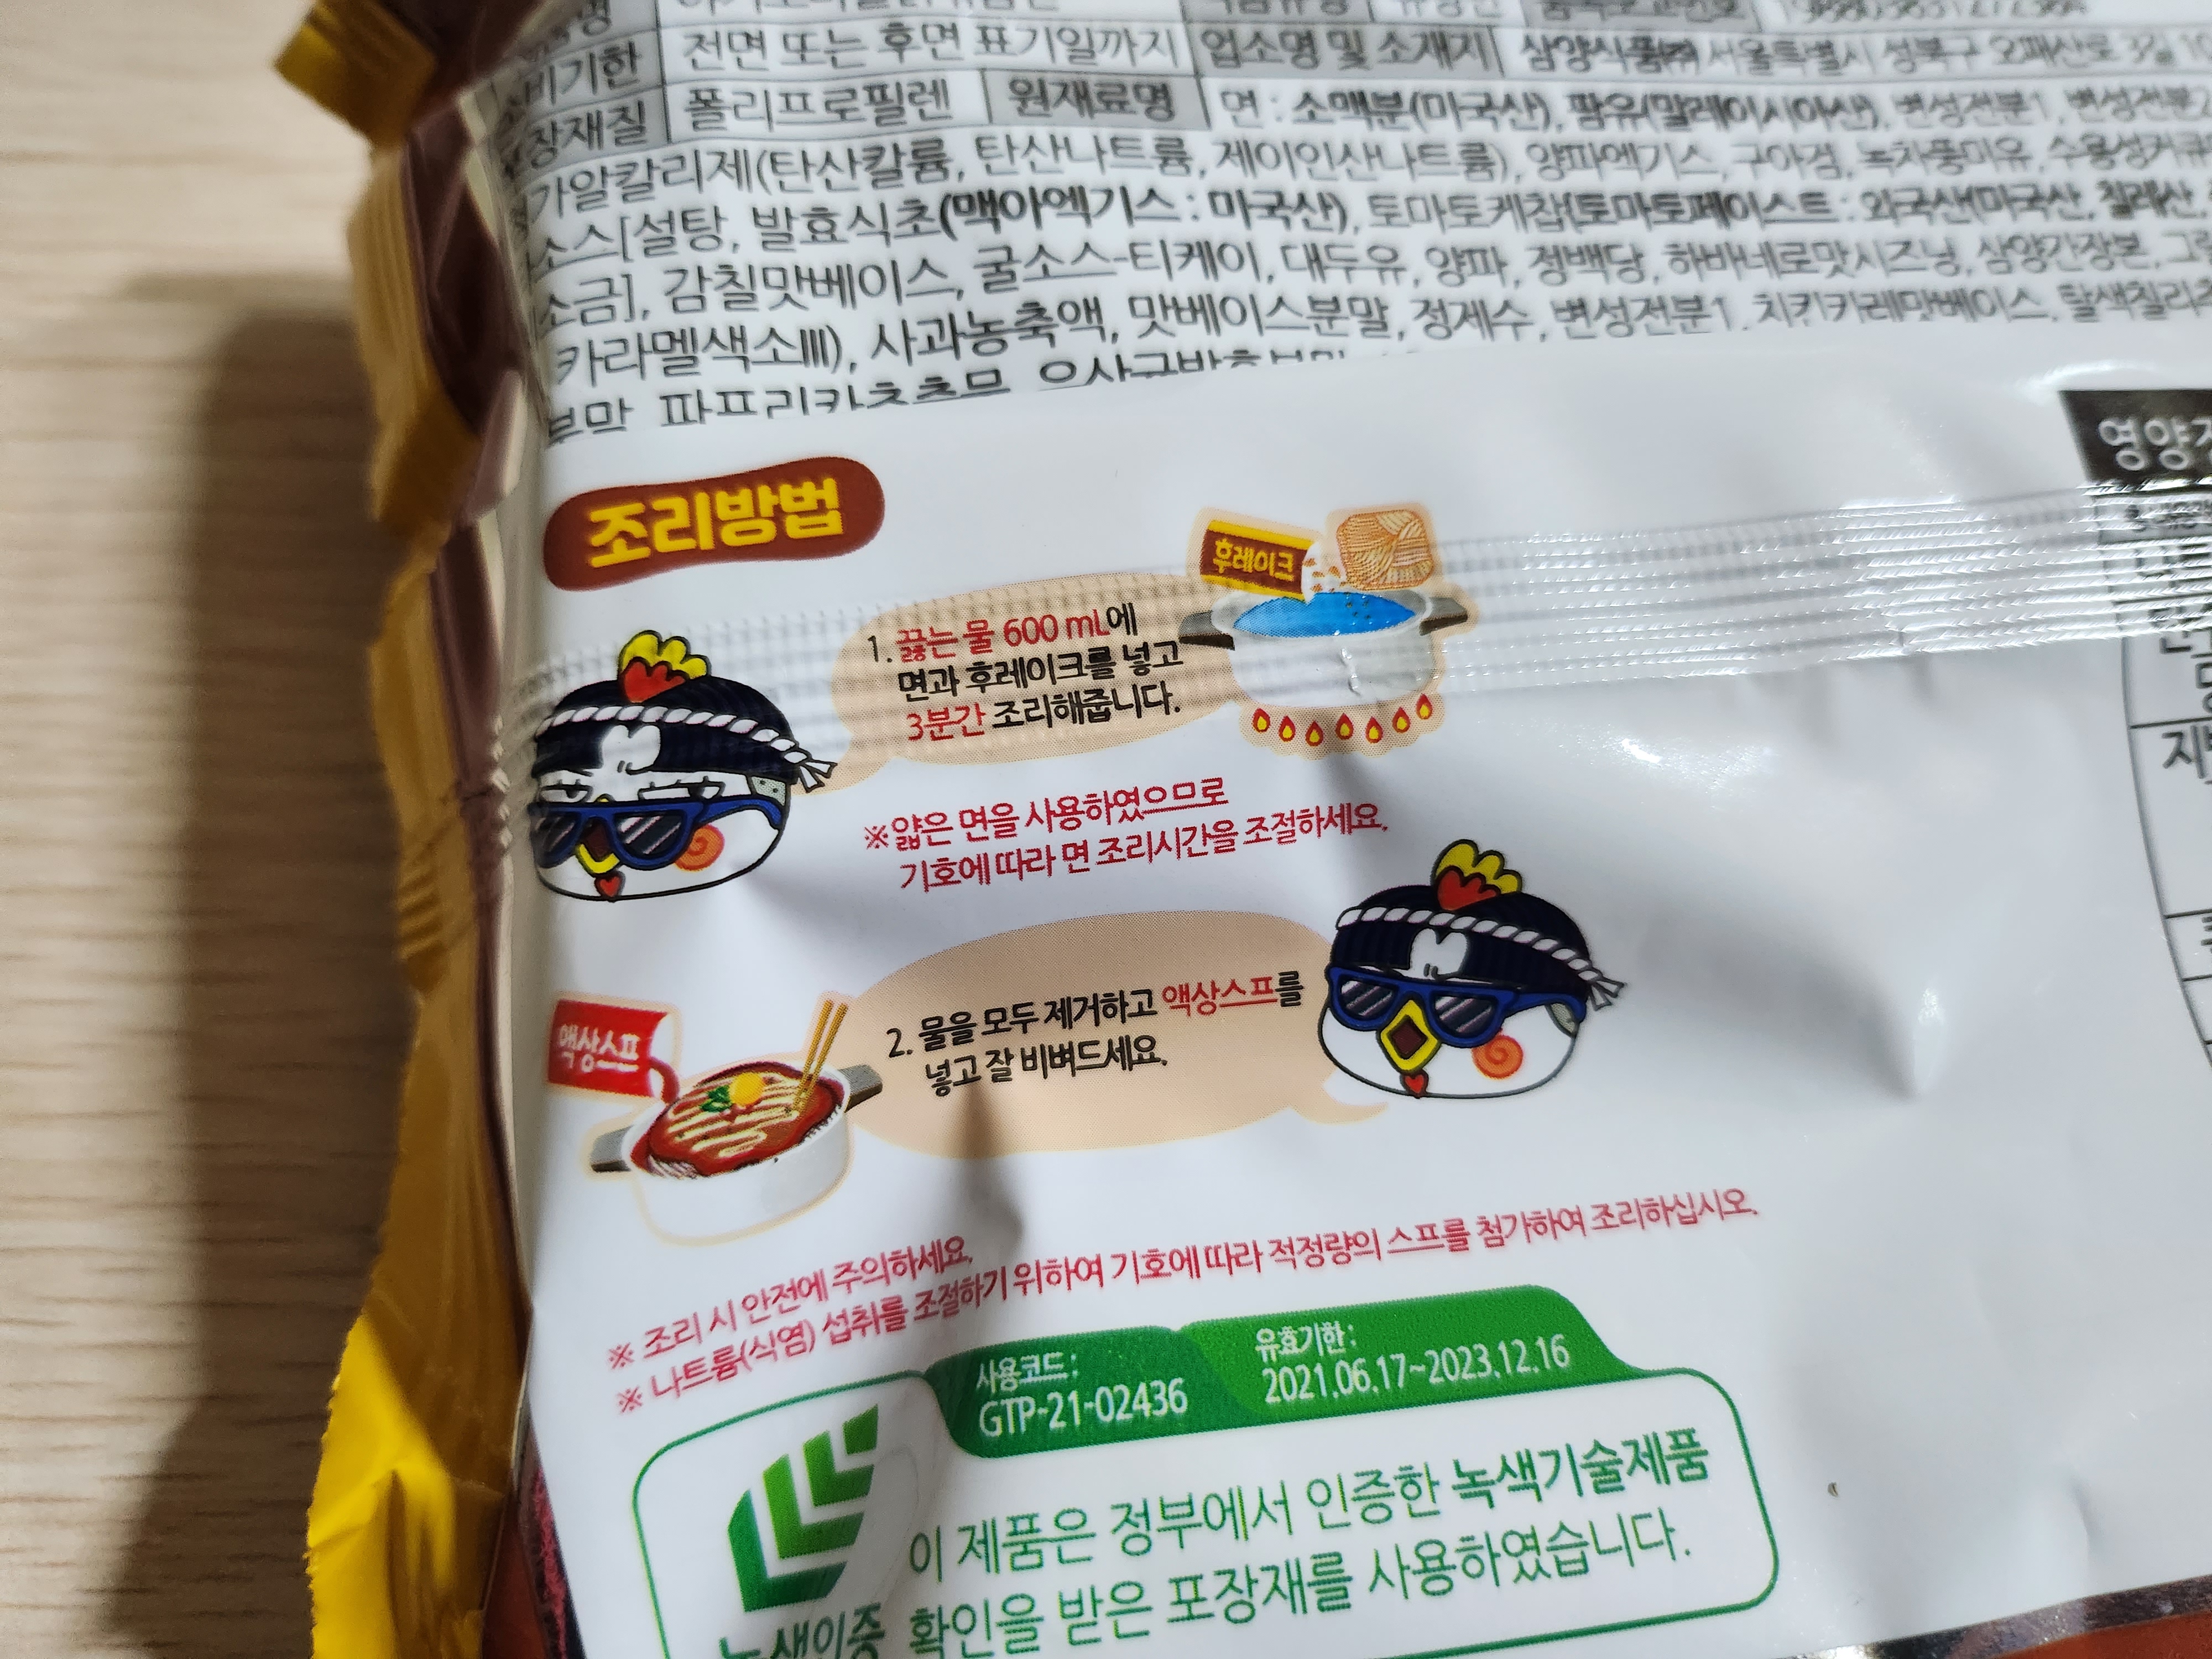 비기한 전면 또는 후면 표기일까지 업소명 및 소재지 삼양식품㈜ 서울특별시 성북구 오패산로
장재질 폴리프로필렌 원재료명 면 : 소맥분(미국산), 팜유(말레이시아산), 변성전분1, 변성전분2
가알칼리제(탄산칼륨, 탄산나트륨, 제이인산나트륨), 양파엑기스, 구아검, 녹차풍미유,
소스[설탕, 발효식초(맥아엑기스 : 미국산), 토마토케찹{토마토페이스트 : 외국산(미국산, 칠레산,
소금], 감칠맛베이스, 굴소스-티케이, 대두유, 양파, 정백당, 하바네로맛시즈닝, 삼양간장본,
카라멜색소III), 사과농축액, 맛베이스분말, 정제수, 변성전분1, 치킨카레맛베이스,
조리방법
영양
후레이크
1. 끓는 물 600 mL에
면과 후레이크를 넣고
3분간 조리해줍니다.
※ 얇은 면을 사용하였으므로
기호에 따라 면 조리시간을 조절하세요.
액상스프
2. 물을 모두 제거하고 액상스프를
넣고 잘 비벼드세요.
※ 조리 시 안전에 주의하세요.
※ 나트륨(식염) 섭취를 조절하기 위하여 기호에 따라 적정량의 스프를 첨가하여 조리하십시오.
사용코드:
GTP-21-02436
유효기한:
2021.06.17~2023.12.16
이 제품은 정부에서 인증한 녹색기술제품
확인을 받은 포장재를 사용하였습니다.